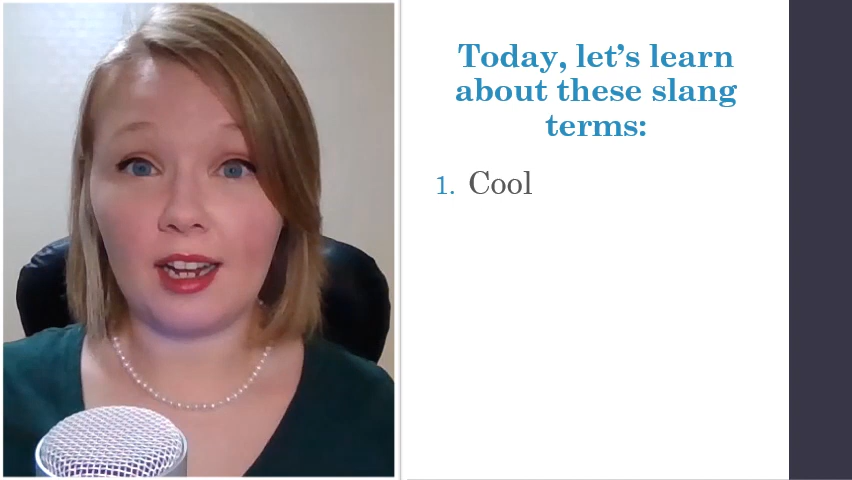 Today, let’s learn
about these slang
terms:
1. Cool